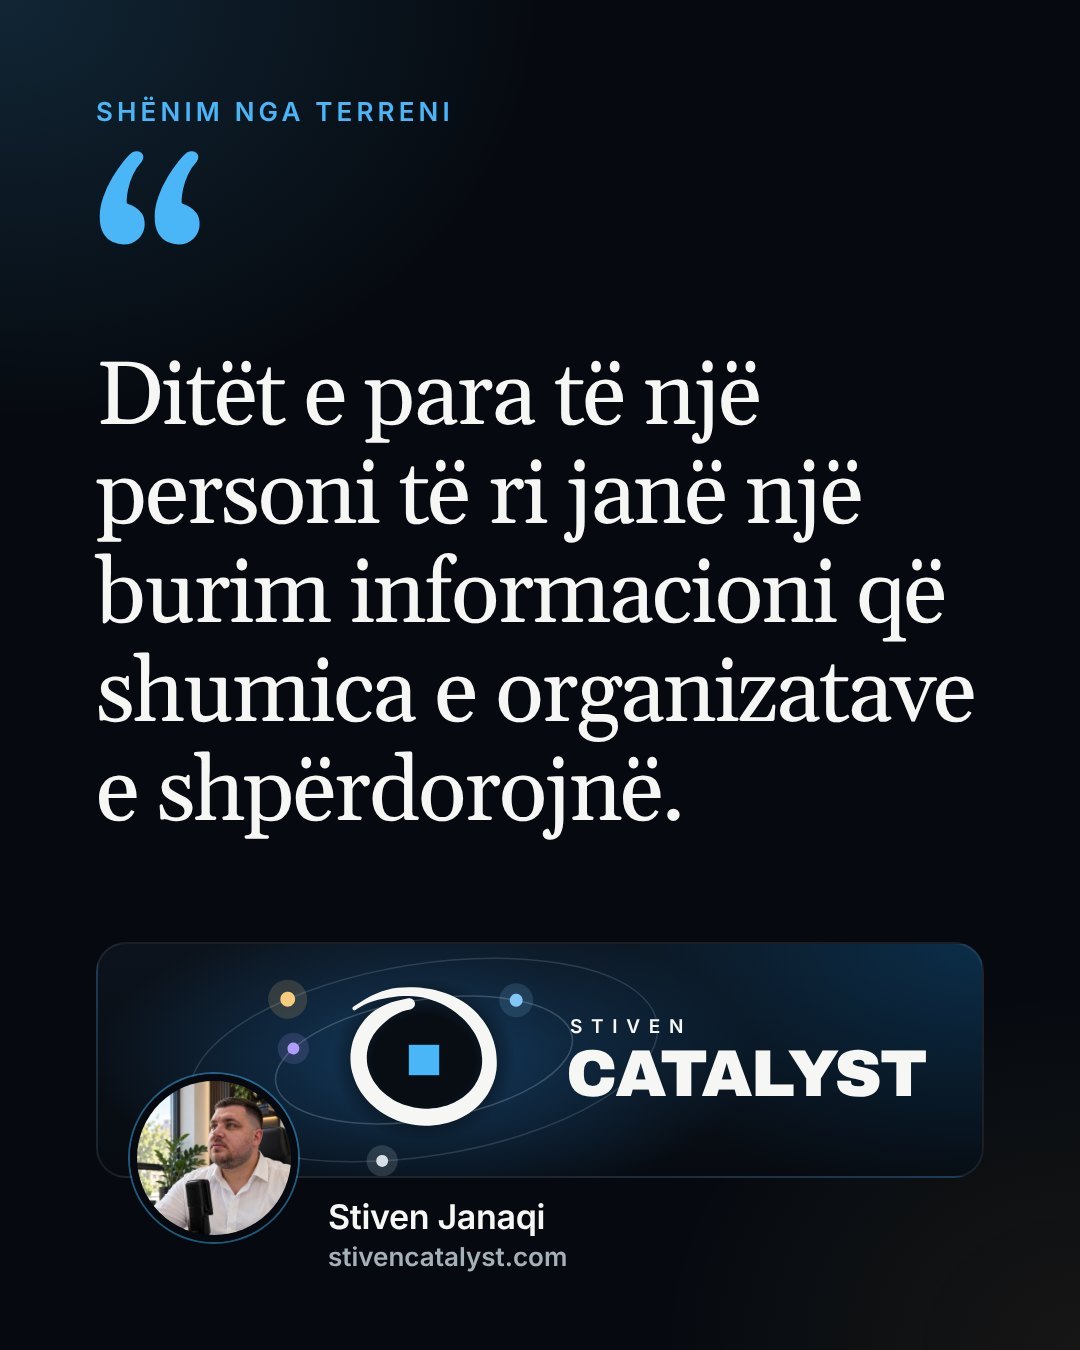 SHËNIM NGA TERRENI
“
Ditët e para të një
personi të ri janë një
burim informacioni që
shumica e organizatave
e shpërdorojnë.
STIVEN
CATALYST
Stiven Janaqi
stivencatalyst.com